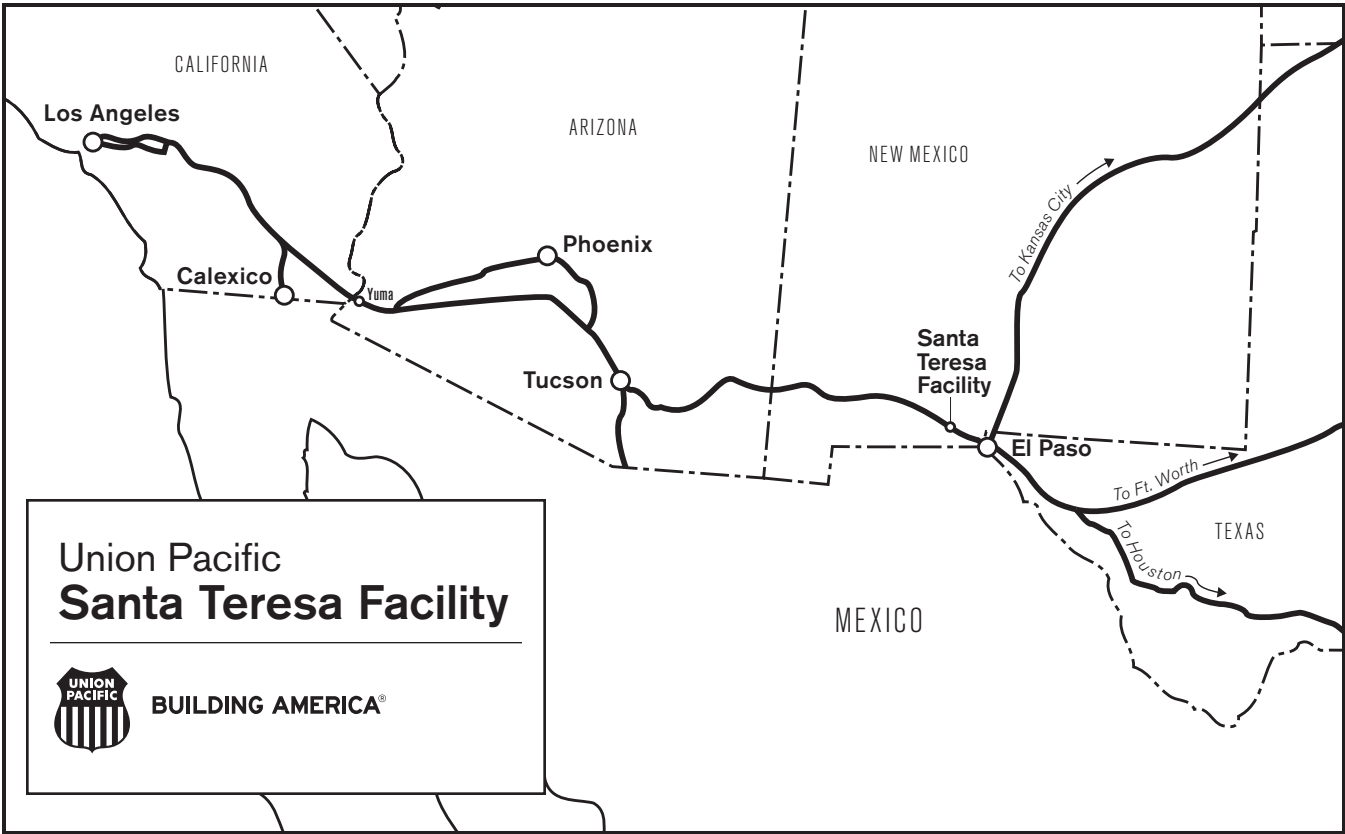 CALIFORNIA
Los Angeles
ARIZONA
NEW MEXICO
To Kansas City
Phoenix
Calexico
Yuma
Santa
Teresa
Facility
Tucson
El Paso
To Ft. Worth
TEXAS
To Houston
MEXICO
Union Pacific
Santa Teresa Facility
UNION
PACIFIC
BUILDING AMERICA®